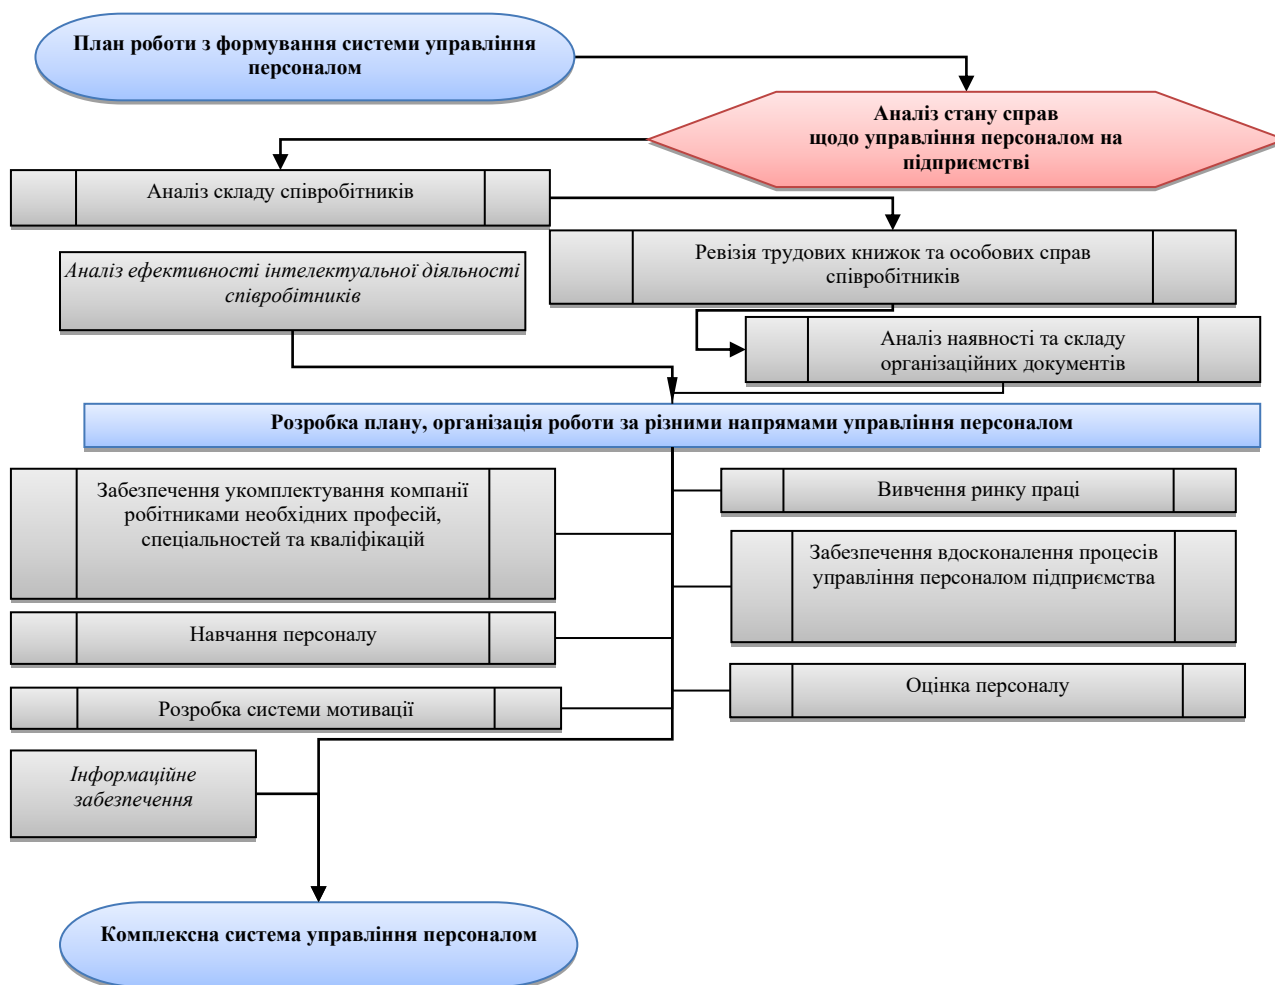 План роботи з формування системи управління
персоналом
Аналіз стану справ
щодо управління персоналом на
підприємстві
Аналіз складу співробітників
Ревізія трудових книжок та особових справ
співробітників
Аналіз ефективності інтелектуальної діяльності
співробітників
Аналіз наявності та складу
організаційних документів
Розробка плану, організація роботи за різними напрямами управління персоналом
Забезпечення укомплектування компанії
робітниками необхідних професій,
спеціальностей та кваліфікацій
Вивчення ринку праці
Забезпечення вдосконалення процесів
управління персоналом підприємства
Навчання персоналу
Оцінка персоналу
Розробка системи мотивації
Інформаційне
забезпечення
Комплексна система управління персоналом